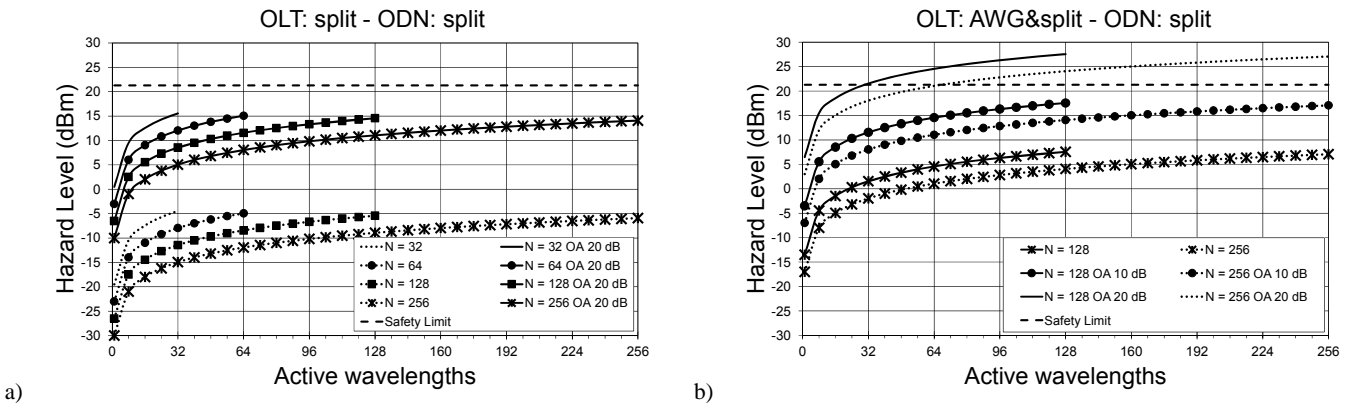 OLT: split - ODN: split
Hazard Level (dBm)
30
25
20
15
10
5
0
-5
-10
-15
-20
-25
-30
N = 32
N = 32 OA 20 dB
N = 64
N = 64 OA 20 dB
N = 128
N = 128 OA 20 dB
N = 256
N = 256 OA 20 dB
Safety Limit
0 32 64 96 128 160 192 224 256
Active wavelengths
a)
OLT: AWG&split - ODN: split
Hazard Level (dBm)
30
25
20
15
10
5
0
-5
-10
-15
-20
-25
-30
N = 128
N = 256
N = 128 OA 10 dB
N = 256 OA 10 dB
N = 128 OA 20 dB
N = 256 OA 20 dB
Safety Limit
0 32 64 96 128 160 192 224 256
Active wavelengths
b)